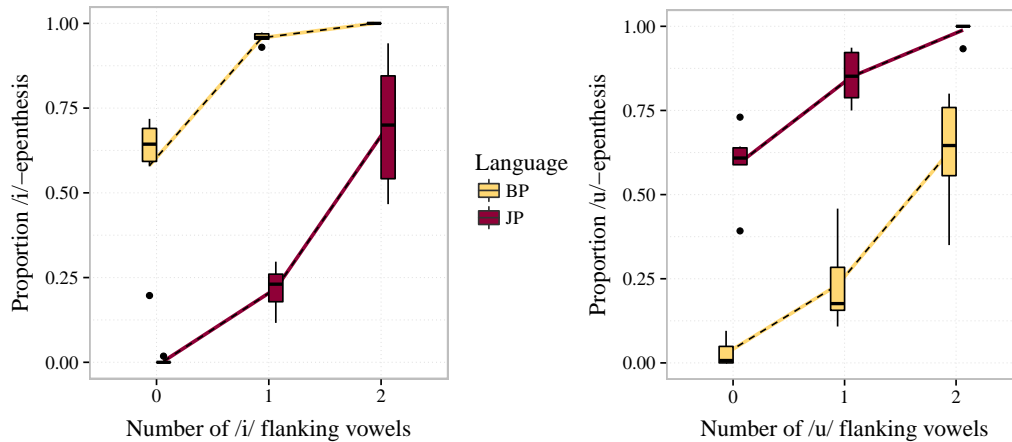 Proportion /i/−epenthesis
1.00
0.75
0.50
0.25
0.00
0
1
2
Number of /i/ flanking vowels
Language
BP
JP
Proportion /u/−epenthesis
1.00
0.75
0.50
0.25
0.00
0
1
2
Number of /u/ flanking vowels